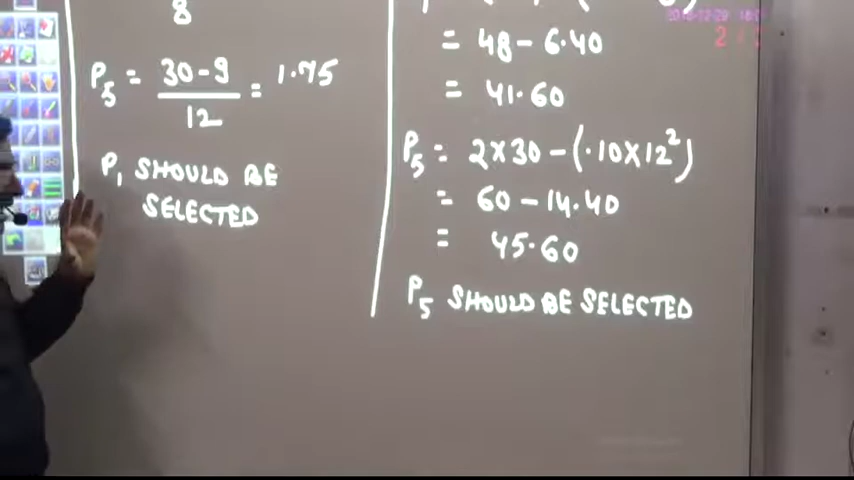 8
P5 = 30-9 / 12 = 1.75
P1 SHOULD BE
SELECTED
= 48-6.40
= 41.60
P5 = 2×30-(.10×12²)
= 60-14.40
= 45.60
P5 SHOULD BE SELECTED